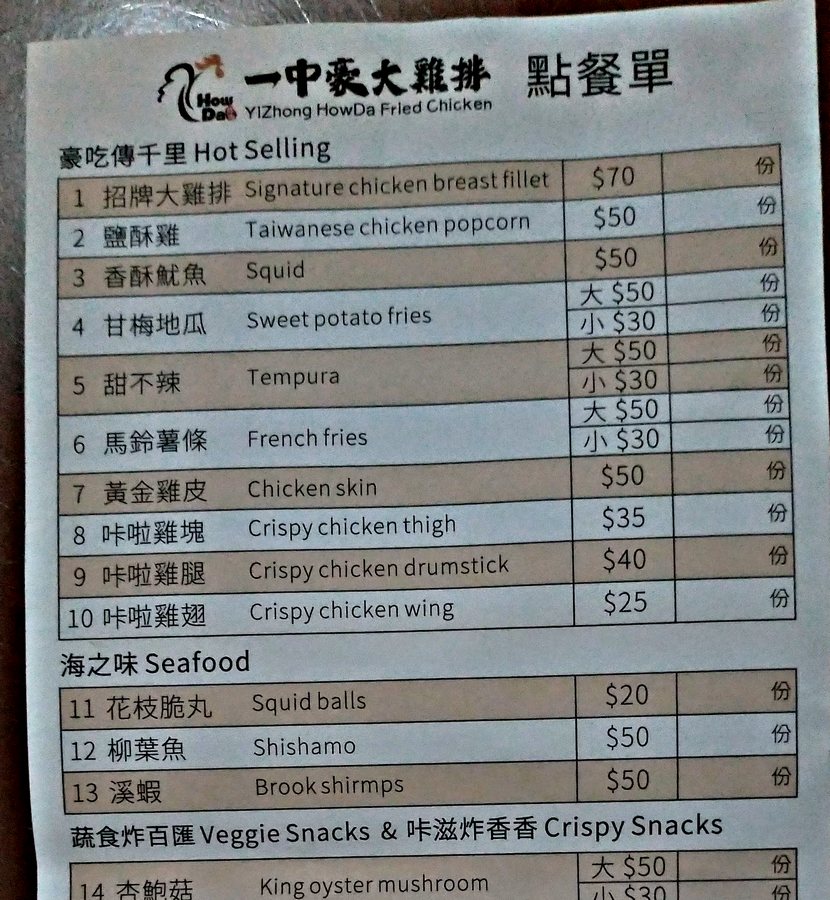 How Da 一中豪大雞排 點餐單
YIZhong HowDa Fried Chicken
豪吃傳千里 Hot Selling
1 招牌大雞排 Signature chicken breast fillet $70 份
2 鹽酥雞 Taiwanese chicken popcorn $50 份
3 香酥魷魚 Squid $50 份
4 甘梅地瓜 Sweet potato fries 大 $50 份
小 $30 份
5 甜不辣 Tempura 大 $50 份
小 $30 份
6 馬鈴薯條 French fries 大 $50 份
小 $30 份
7 黃金雞皮 Chicken skin $50 份
8 咔啦雞塊 Crispy chicken thigh $35 份
9 咔啦雞腿 Crispy chicken drumstick $40 份
10 咔啦雞翅 Crispy chicken wing $25 份
海之味 Seafood
11 花枝脆丸 Squid balls $20 份
12 柳葉魚 Shishamo $50 份
13 溪蝦 Brook shirmps $50 份
蔬食炸百匯 Veggie Snacks & 咔滋炸香香 Crispy Snacks
14 杏鮑菇 King oyster mushroom 大 $50 份
小 $30 份